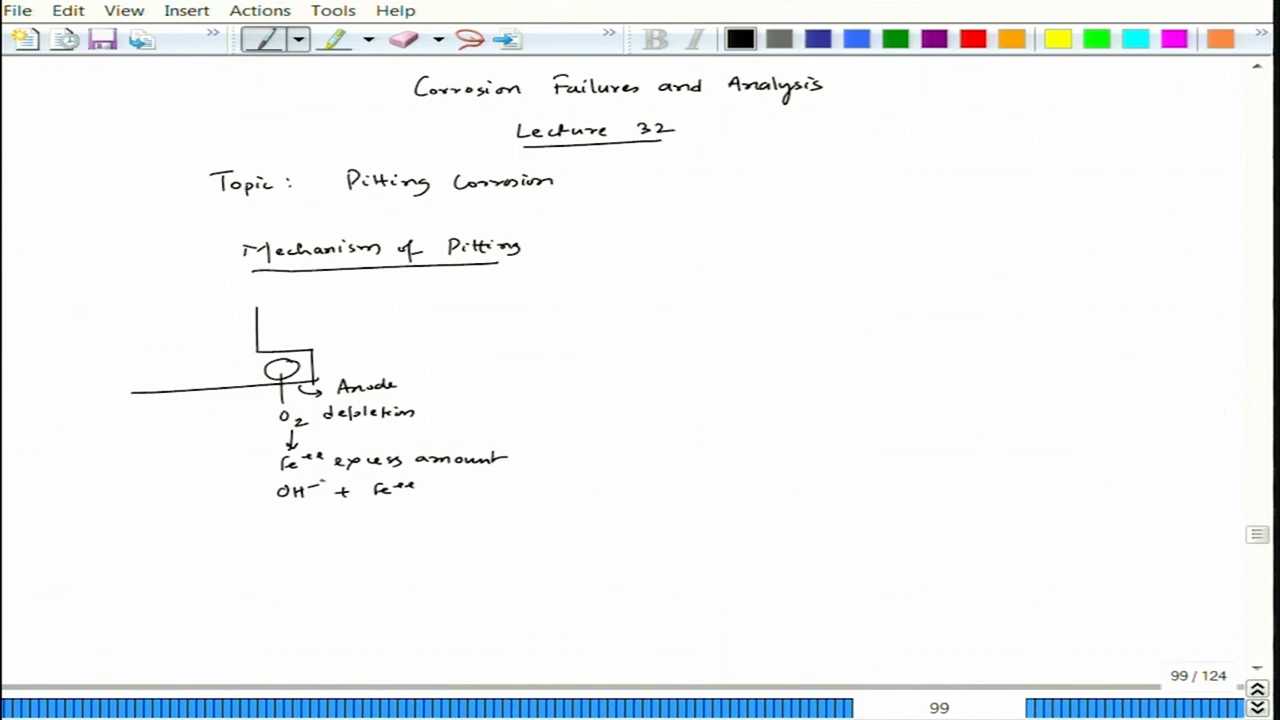 File Edit View Insert Actions Tools Help
Corrosion Failures and Analysis
Lecture 32
Topic: Pitting Corrosion
Mechanism of Pitting
Anode
O2 depletion
Fe++ excess amount
OH- + Fe++
99 / 124
99